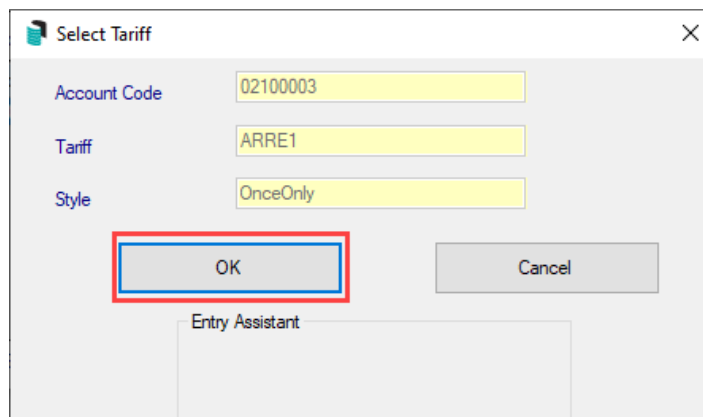 Select Tariff
Account Code 02100003
Tariff ARRE1
Style OnceOnly
OK Cancel
Entry Assistant